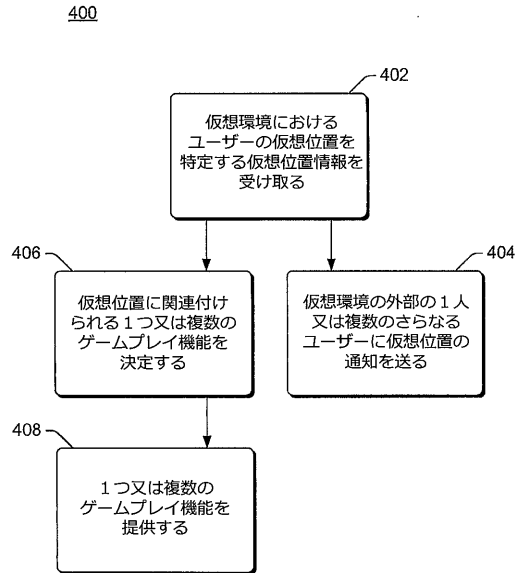 400
402
仮想環境における
ユーザーの仮想位置を
特定する仮想位置情報を
受け取る
406
仮想位置に関連付け
られる１つ又は複数の
ゲームプレイ機能を
決定する
404
仮想環境の外部の１人
又は複数のさらなる
ユーザーに仮想位置の
通知を送る
408
１つ又は複数の
ゲームプレイ機能を
提供する